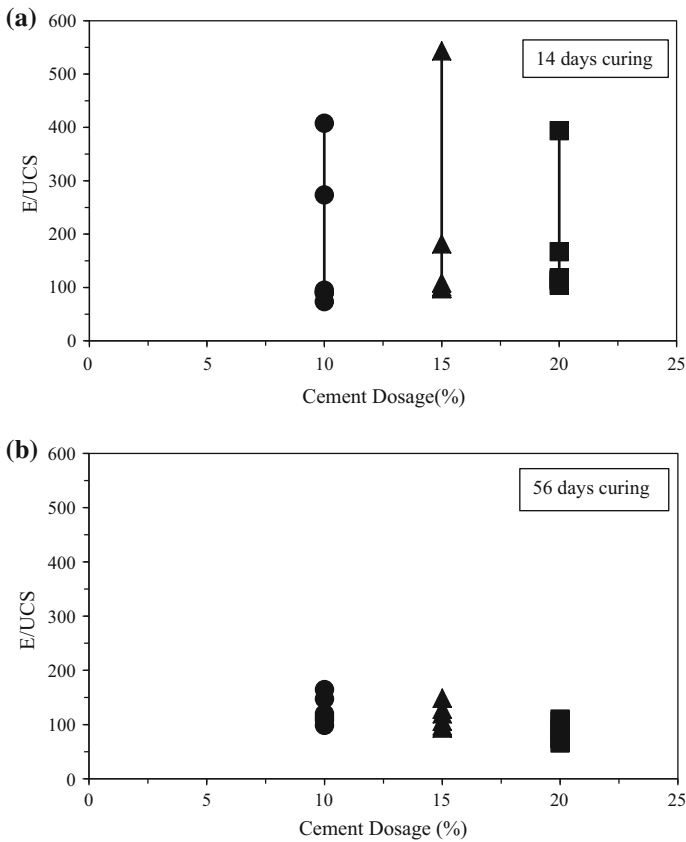 (a)
600
500
400
300
200
100
0
E/UCS
14 days curing
0 5 10 15 20 25
Cement Dosage(%)
(b)
600
500
400
300
200
100
0
E/UCS
56 days curing
0 5 10 15 20 25
Cement Dosage (%)